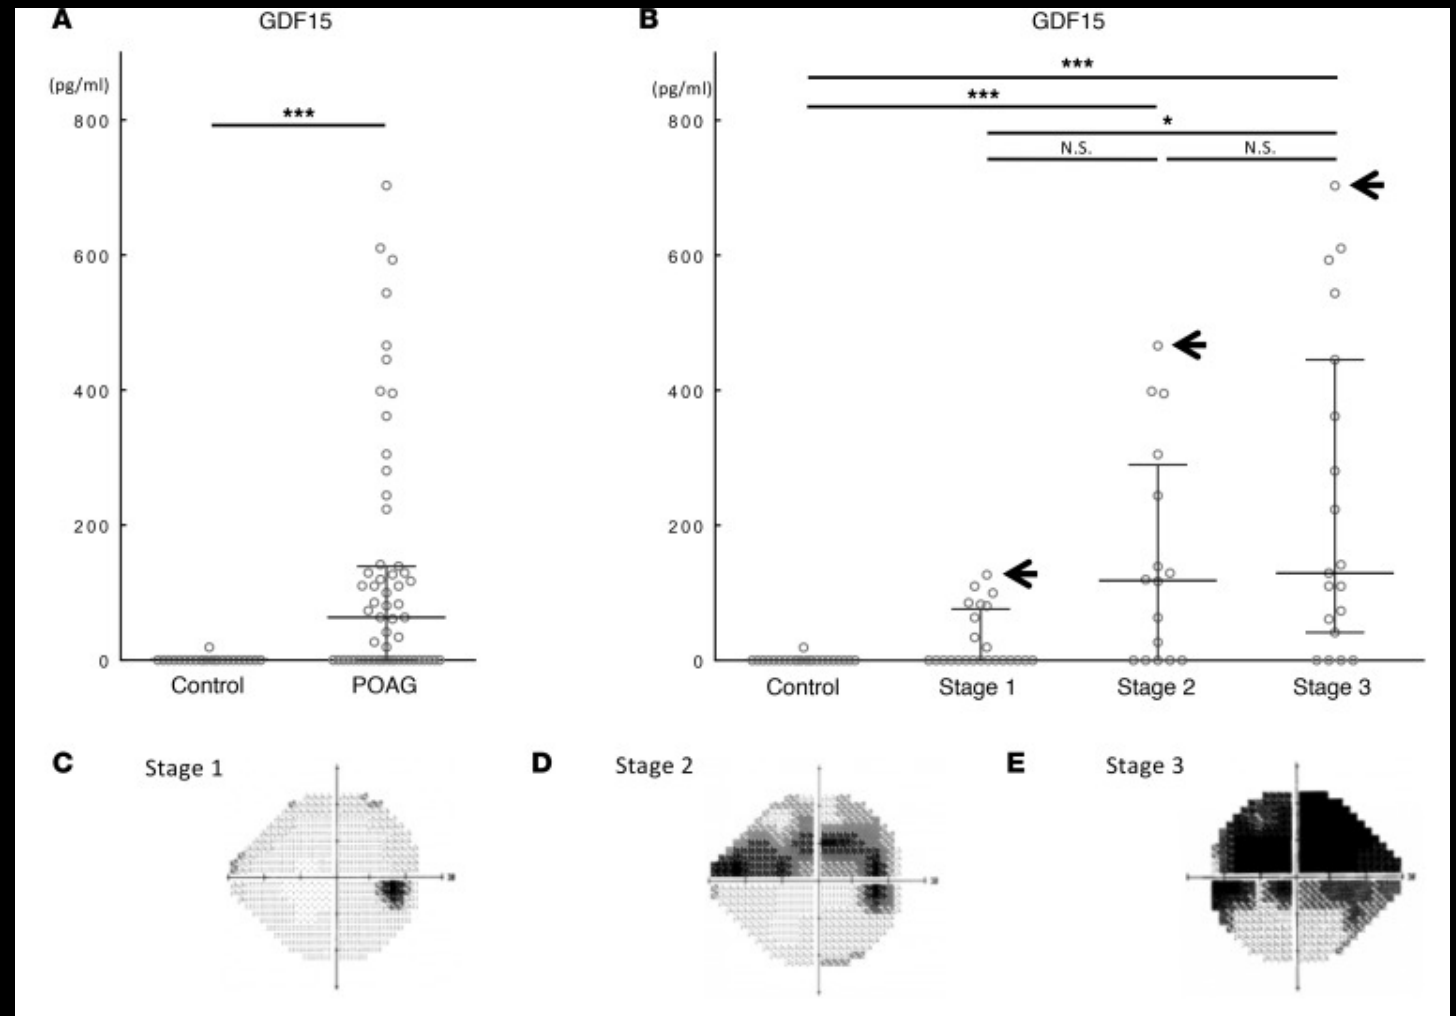 A GDF15
(pg/ml)
***
800
600
400
200
0
Control POAG
B GDF15
(pg/ml)
***
***
*
N.S. N.S.
800
600
400
200
0
Control Stage 1 Stage 2 Stage 3
C Stage 1
D Stage 2
E Stage 3